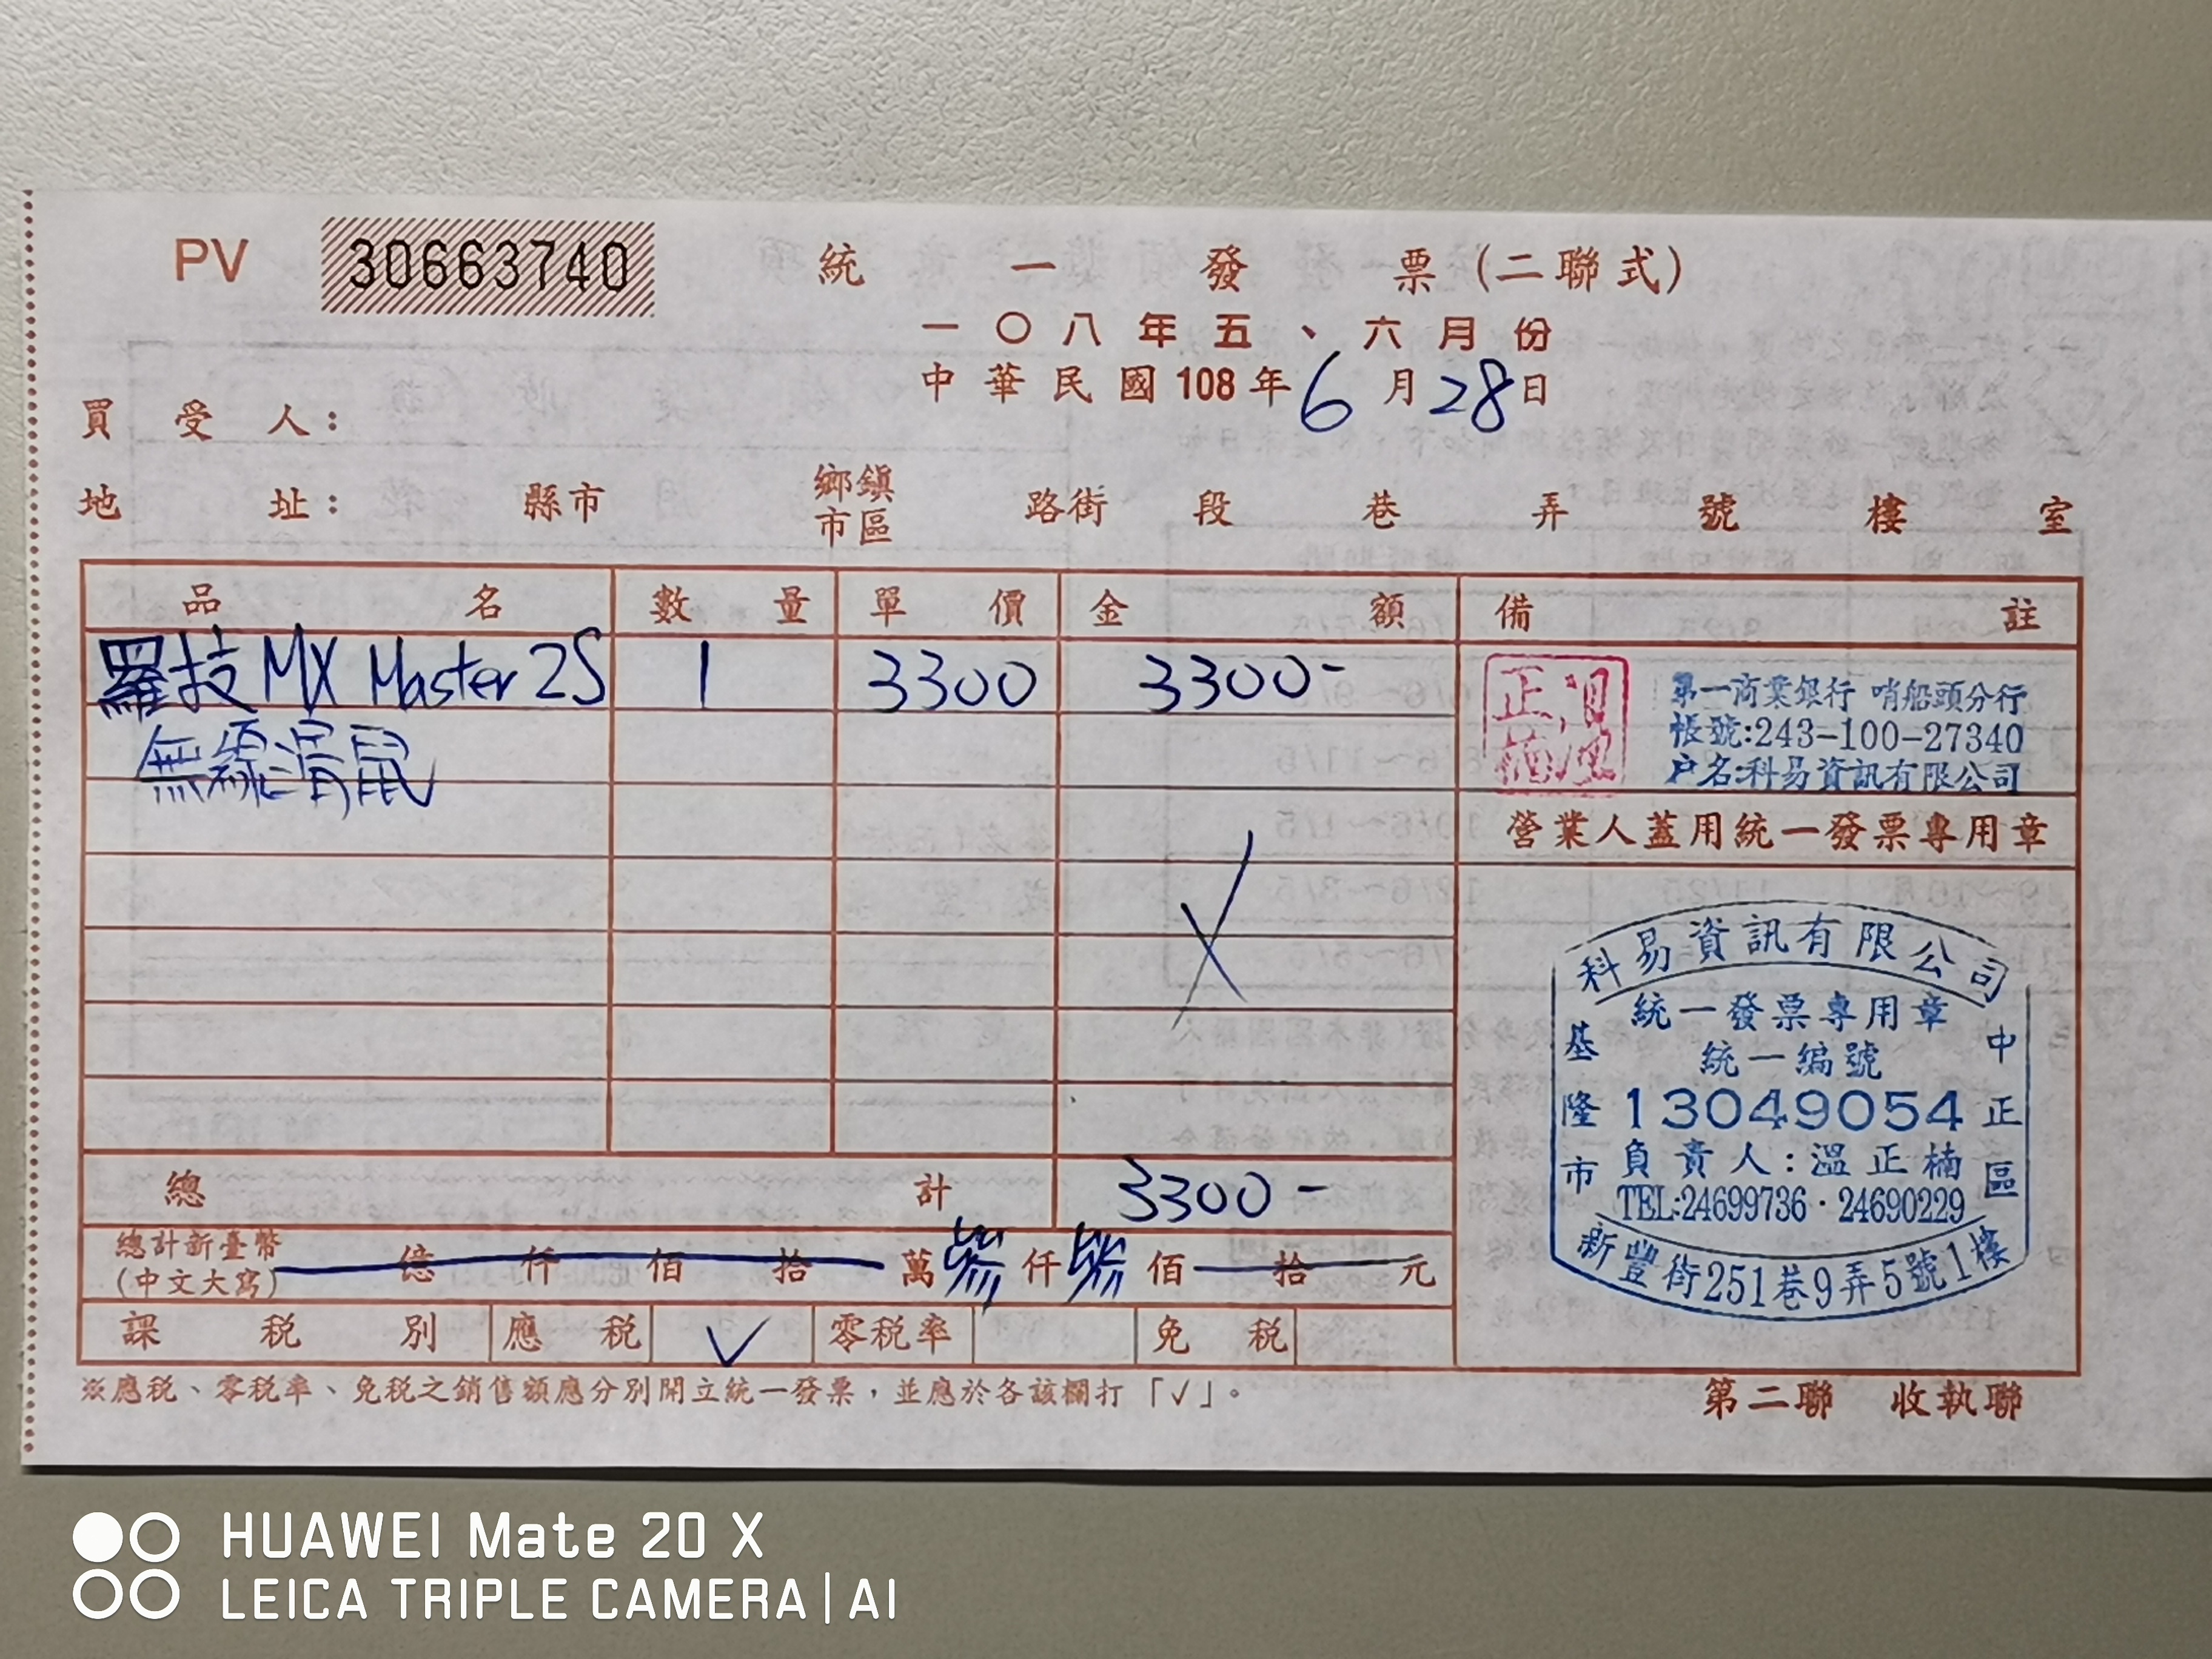 PV 30663740 統一發票(二聯式)
一〇八年五、六月份
中華民國108年6月28日
買受人:
地址: 縣市 鄉鎮市區 路街 段 巷 弄 號 樓 室
品名 數量 單價 金額 備註
羅技MX Master 2S 1 3300 3300-
無線滑鼠
第一商業銀行 哨船頭分行
帳號:243-100-27340
戶名:科易資訊有限公司
營業人蓋用統一發票專用章
科易資訊有限公司
統一發票專用章
統一編號
13049054
負責人:溫正楠
TEL:24699736·24690229
基隆市
中正區
新豐街251巷9弄5號1樓
總計 3300-
總計新臺幣(中文大寫) 億 仟 佰 拾 萬 参 仟 参 佰 拾 元
課稅別 應稅 ✓ 零稅率 免稅
※應稅、零稅率、免稅之銷售額應分別開立統一發票,並應於各該欄打「✓」。
第二聯 收執聯
HUAWEI Mate 20 X
LEICA TRIPLE CAMERA | AI